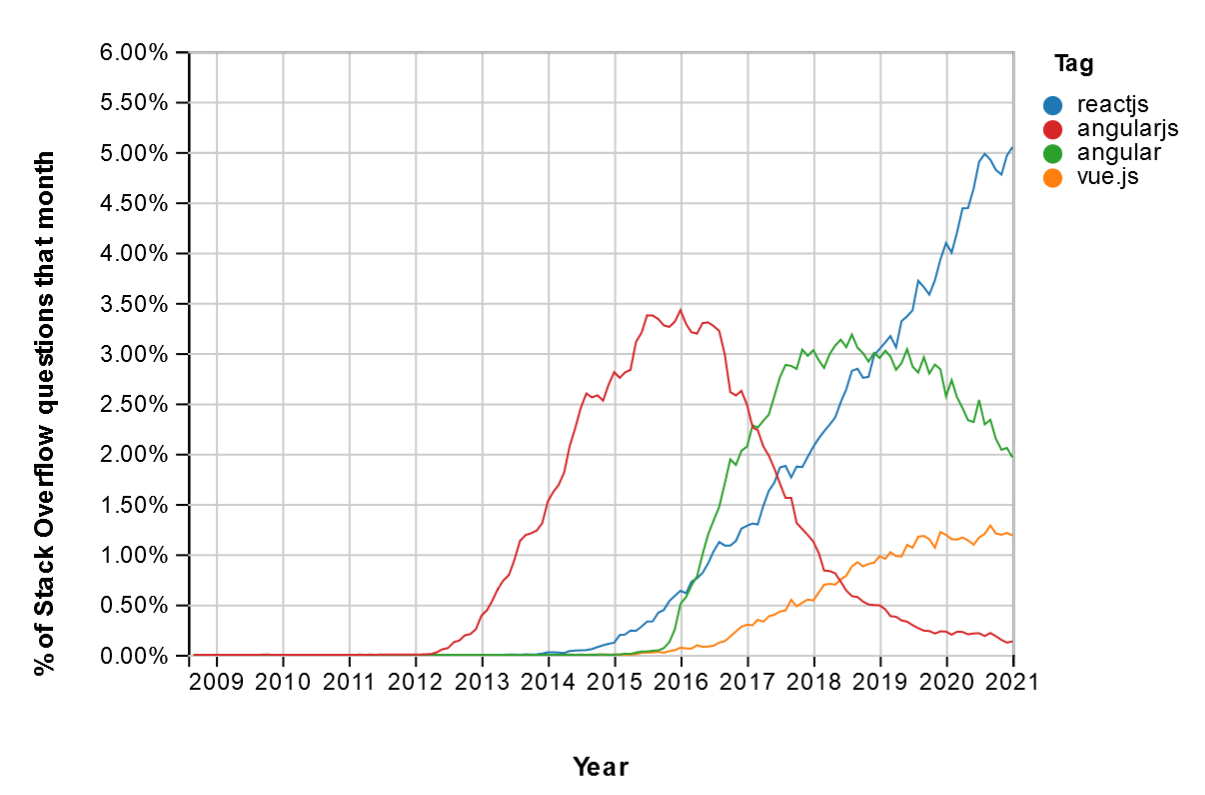 % of Stack Overflow questions that month
6.00%
5.50%
5.00%
4.50%
4.00%
3.50%
3.00%
2.50%
2.00%
1.50%
1.00%
0.50%
0.00%
2009 2010 2011 2012 2013 2014 2015 2016 2017 2018 2019 2020 2021
Year
Tag
reactjs
angularjs
angular
vue.js